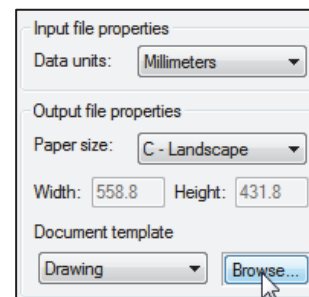 Input file properties
Data units: Millimeters
Output file properties
Paper size: C - Landscape
Width: 558.8 Height: 431.8
Document template
Drawing Browse...